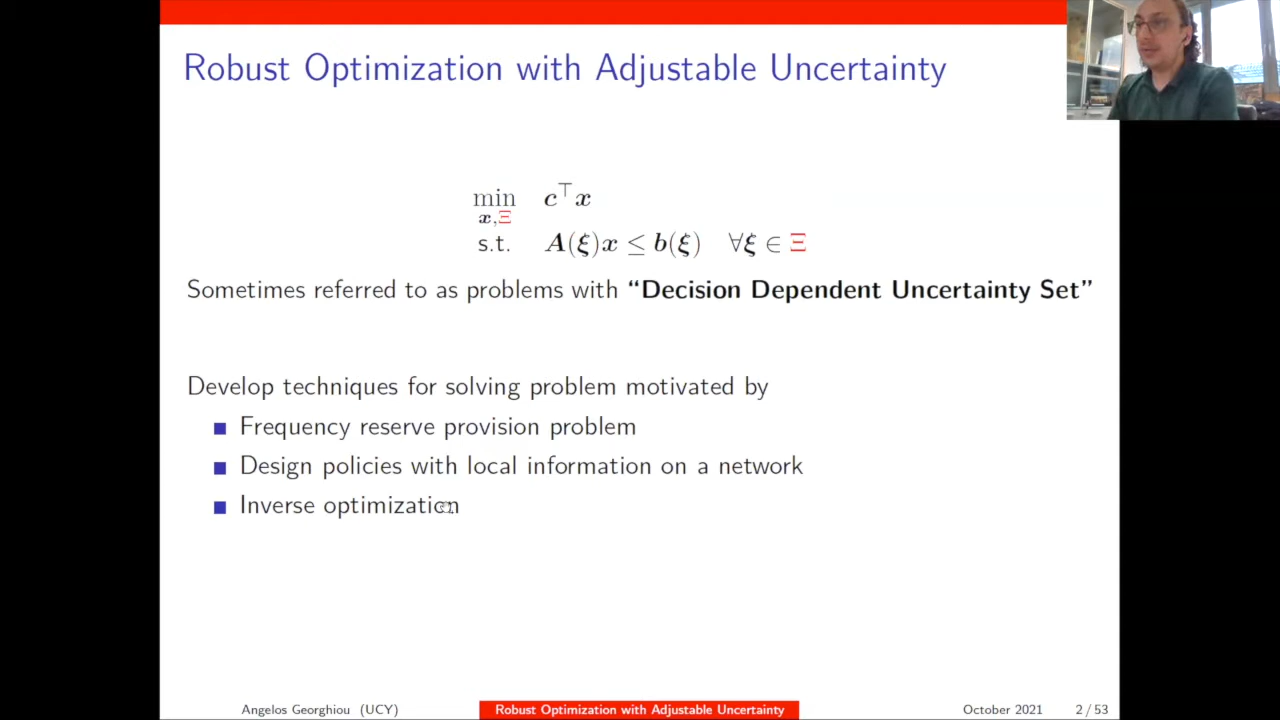 Robust Optimization with Adjustable Uncertainty
min c⊤x
x,Ξ
s.t. A(ξ)x ≤ b(ξ) ∀ξ ∈ Ξ
Sometimes referred to as problems with “Decision Dependent Uncertainty Set”
Develop techniques for solving problem motivated by
Frequency reserve provision problem
Design policies with local information on a network
Inverse optimization
Angelos Georghiou (UCY) Robust Optimization with Adjustable Uncertainty October 2021 2 / 53